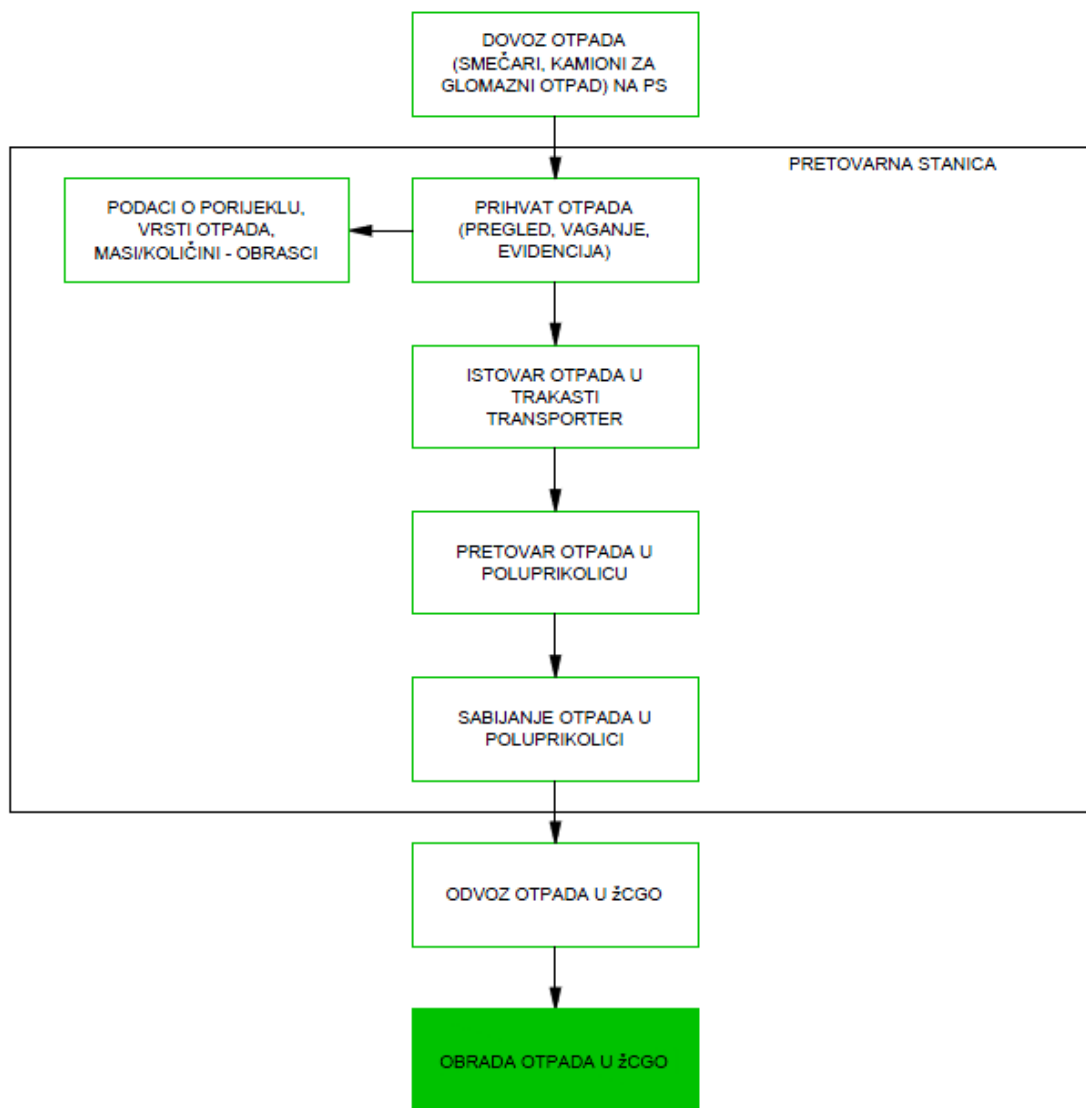 DOVOZ OTPADA
(SMEČARI, KAMIONI ZA
GLOMAZNI OTPAD) NA PS
PRETOVARNA STANICA
PODACI O PORIJEKLU,
VRSTI OTPADA,
MASI/KOLIČINI - OBRASCI
PRIHVAT OTPADA
(PREGLED, VAGANJE,
EVIDENCIJA)
ISTOVAR OTPADA U
TRAKASTI
TRANSPORTER
PRETOVAR OTPADA U
POLUPRIKOLICU
SABIJANJE OTPADA U
POLUPRIKOLICI
ODVOZ OTPADA U žCGO
OBRADA OTPADA U žCGO